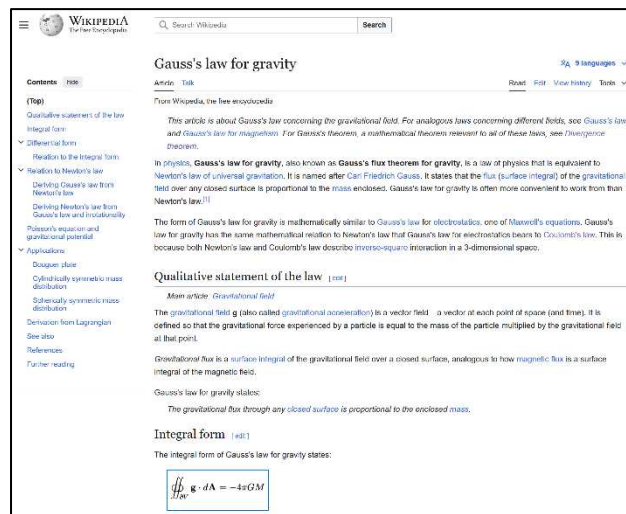 WIKIPEDIA
The Free Encyclopedia
Search Wikipedia
Search
Contents hide
(Top)
Qualitative statement of the law
Integral form
Differential form
Relation to the integral form
Relation to Newton's law
Deriving Gauss's law from
Newton's law
Deriving Newton's law from
Gauss's law and irrotationality
Poisson's equation and
gravitational potential
Applications
Bouguer plate
Cylindrically symmetric mass
distribution
Spherically symmetric mass
distribution
Derivation from Lagrangian
See also
References
Further reading
Gauss's law for gravity
9 languages
Article Talk
Read Edit View history Tools
From Wikipedia, the free encyclopedia
This article is about Gauss's law concerning the gravitational field. For analogous laws concerning different fields, see Gauss's law
and Gauss's law for magnetism. For Gauss's theorem, a mathematical theorem relevant to all of these laws, see Divergence
theorem.
In physics, Gauss's law for gravity, also known as Gauss's flux theorem for gravity, is a law of physics that is equivalent to
Newton's law of universal gravitation. It is named after Carl Friedrich Gauss. It states that the flux (surface integral) of the gravitational
field over any closed surface is proportional to the mass enclosed. Gauss's law for gravity is often more convenient to work from than
Newton's law.[1]
The form of Gauss's law for gravity is mathematically similar to Gauss's law for electrostatics, one of Maxwell's equations. Gauss's
law for gravity has the same mathematical relation to Newton's law that Gauss's law for electrostatics bears to Coulomb's law. This is
because both Newton's law and Coulomb's law describe inverse-square interaction in a 3-dimensional space.
Qualitative statement of the law [edit]
Main article: Gravitational field
The gravitational field g (also called gravitational acceleration) is a vector field – a vector at each point of space (and time). It is
defined so that the gravitational force experienced by a particle is equal to the mass of the particle multiplied by the gravitational field
at that point.
Gravitational flux is a surface integral of the gravitational field over a closed surface, analogous to how magnetic flux is a surface
integral of the magnetic field.
Gauss's law for gravity states:
The gravitational flux through any closed surface is proportional to the enclosed mass.
Integral form [edit]
The integral form of Gauss's law for gravity states:
∯∂V g · dA = −4πGM